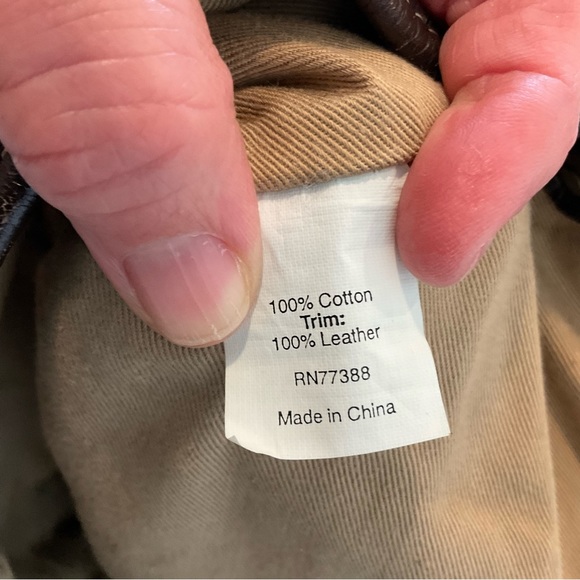 100% Cotton
Trim:
100% Leather
RN77388
Made in China